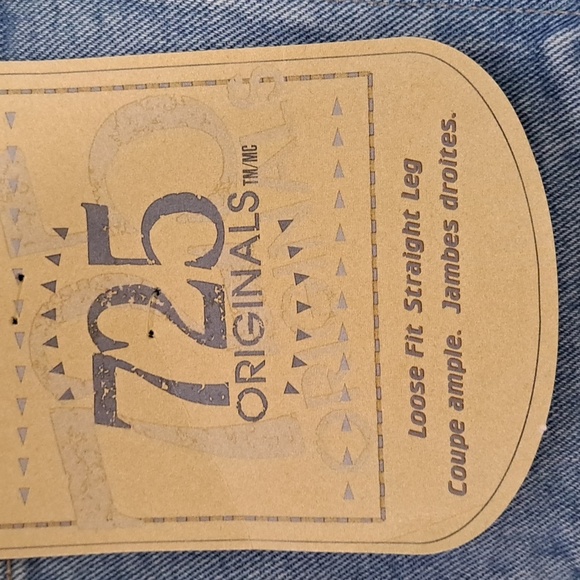 725
ORIGINALS TM/MC
Loose Fit Straight Leg
Coupe ample. Jambes droites.